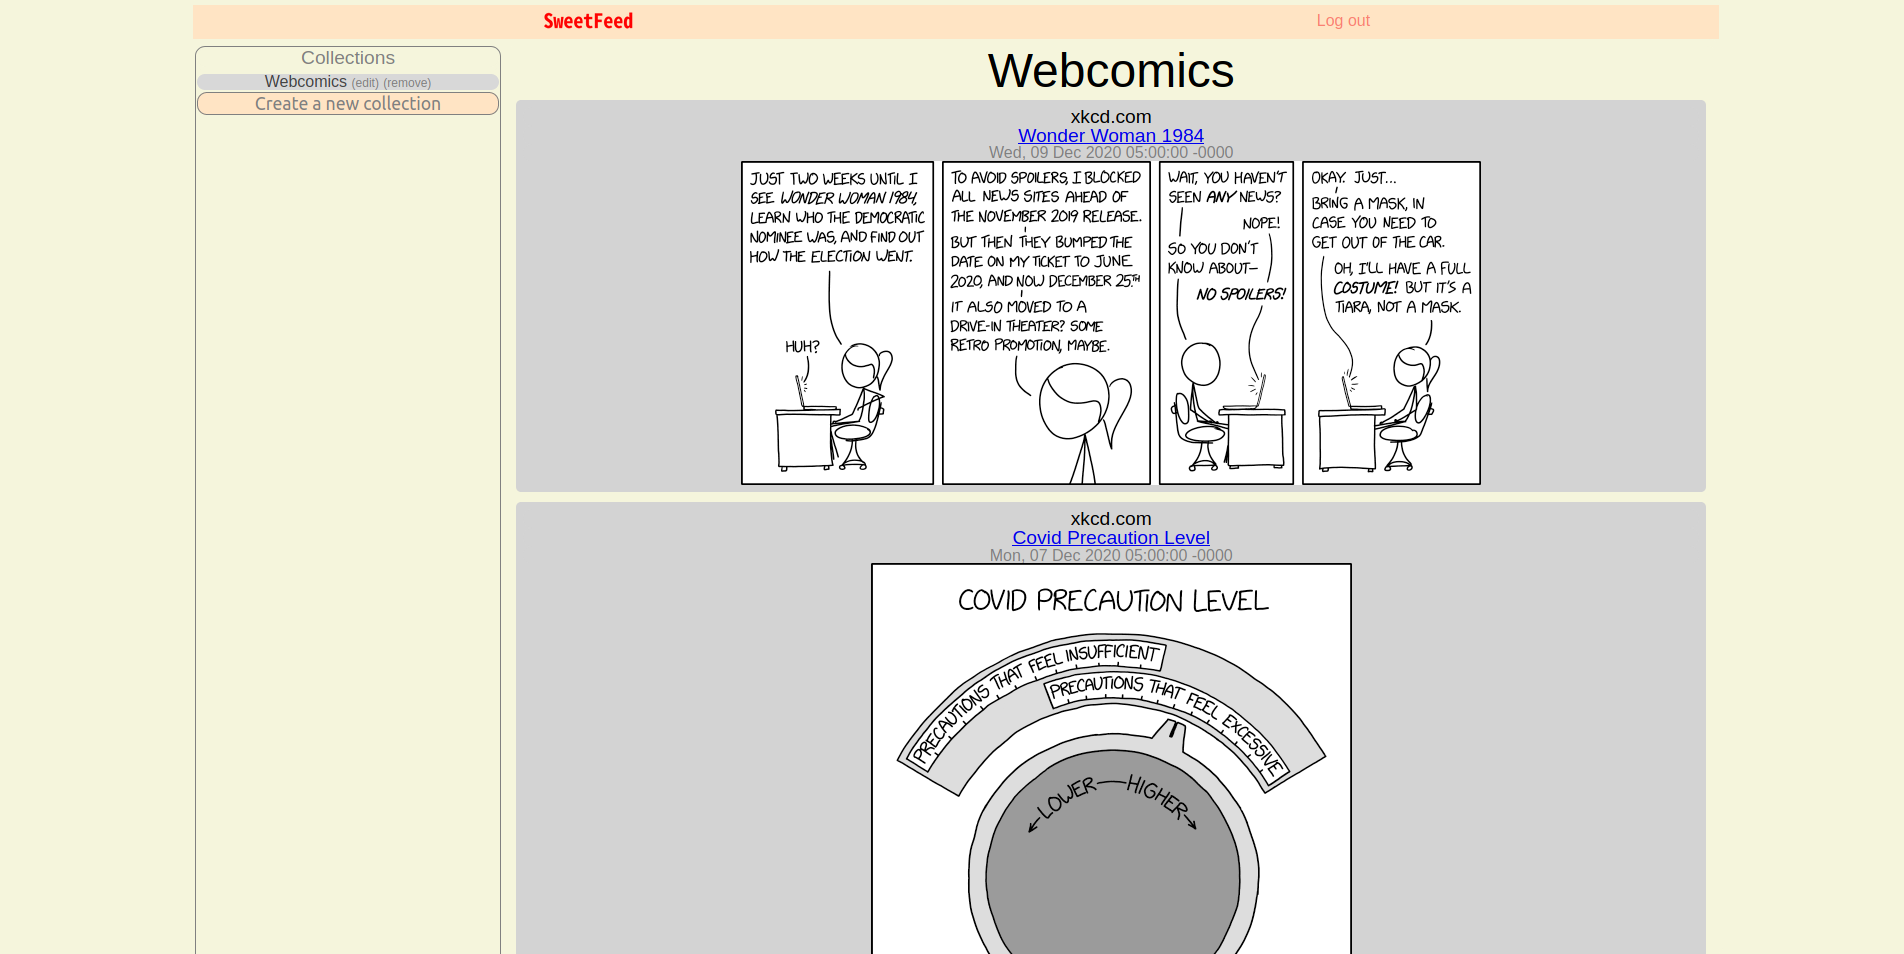 SweetFeed
Log out
Collections
Webcomics (edit) (remove)
Create a new collection
Webcomics
xkcd.com
Wonder Woman 1984
Wed, 09 Dec 2020 05:00:00 -0000
JUST TWO WEEKS UNTIL I
SEE WONDER WOMAN 1984,
LEARN WHO THE DEMOCRATIC
NOMINEE WAS, AND FIND OUT
HOW THE ELECTION WENT.
HUH?
TO AVOID SPOILERS, I BLOCKED
ALL NEWS SITES AHEAD OF
THE NOVEMBER 2019 RELEASE.
BUT THEN THEY BUMPED THE
DATE ON MY TICKET TO JUNE
2020, AND NOW DECEMBER 25TH.
IT ALSO MOVED TO A
DRIVE-IN THEATER? SOME
RETRO PROMOTION, MAYBE.
WAIT, YOU HAVEN'T
SEEN ANY NEWS?
NOPE!
SO YOU DON'T
KNOW ABOUT—
NO SPOILERS!
OKAY. JUST...
BRING A MASK, IN
CASE YOU NEED TO
GET OUT OF THE CAR.
OH, I'LL HAVE A FULL
COSTUME! BUT IT'S A
TIARA, NOT A MASK.
xkcd.com
Covid Precaution Level
Mon, 07 Dec 2020 05:00:00 -0000
COVID PRECAUTION LEVEL
PRECAUTIONS THAT FEEL INSUFFICIENT
PRECAUTIONS THAT FEEL EXCESSIVE
LOWER — HIGHER